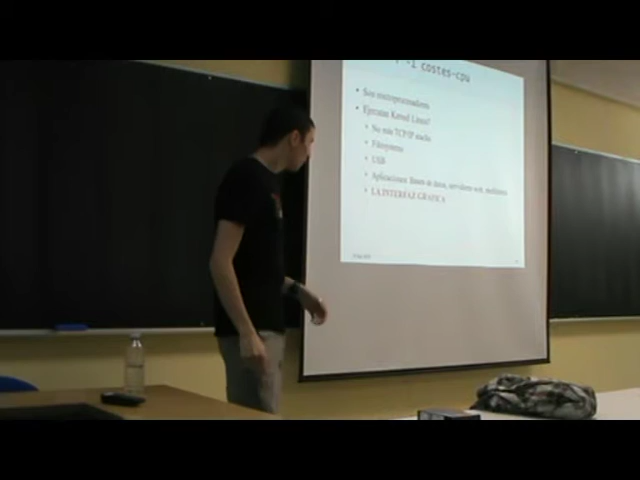 -l costes-cpu
• Son microprocesadores
• Ejecutan Kernel Linux?
• No más TCP/IP stacks
• Filesystems
• USB
• Aplicaciones: Bases de datos, servidores web, multimedia
• LA INTERFAZ GRAFICA